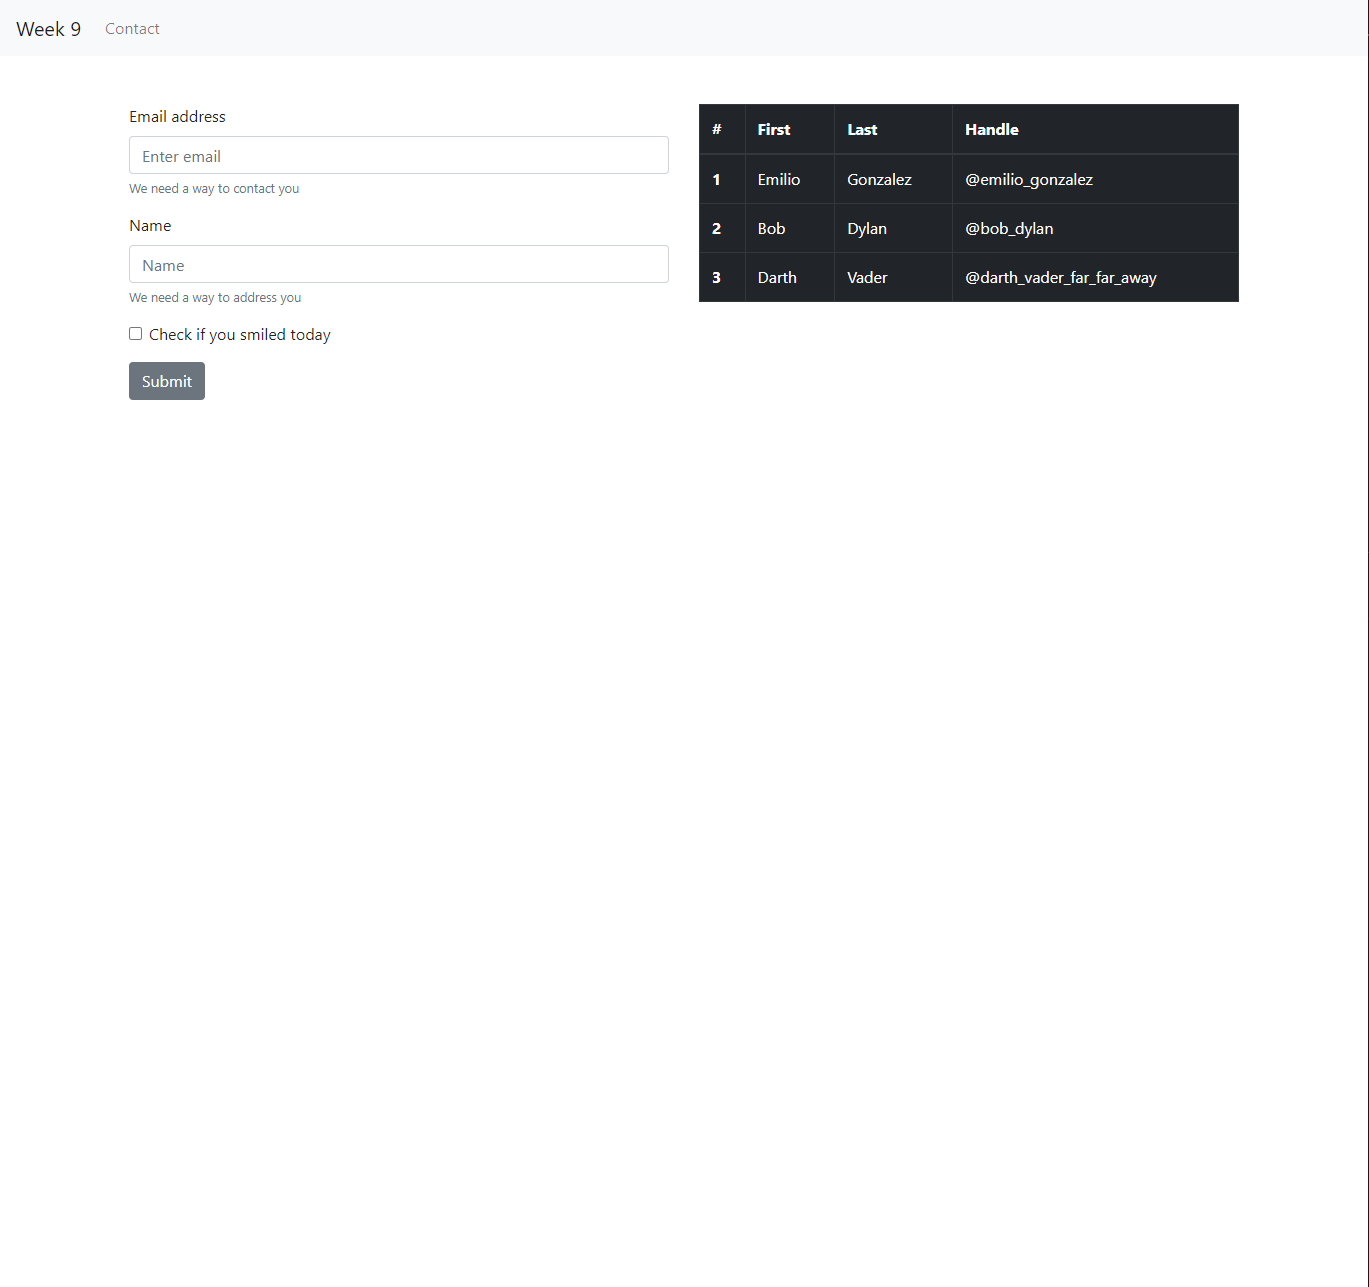 Week 9 Contact
Email address
Enter email
We need a way to contact you
Name
Name
We need a way to address you
Check if you smiled today
Submit
# First Last Handle
1 Emilio Gonzalez @emilio_gonzalez
2 Bob Dylan @bob_dylan
3 Darth Vader @darth_vader_far_far_away